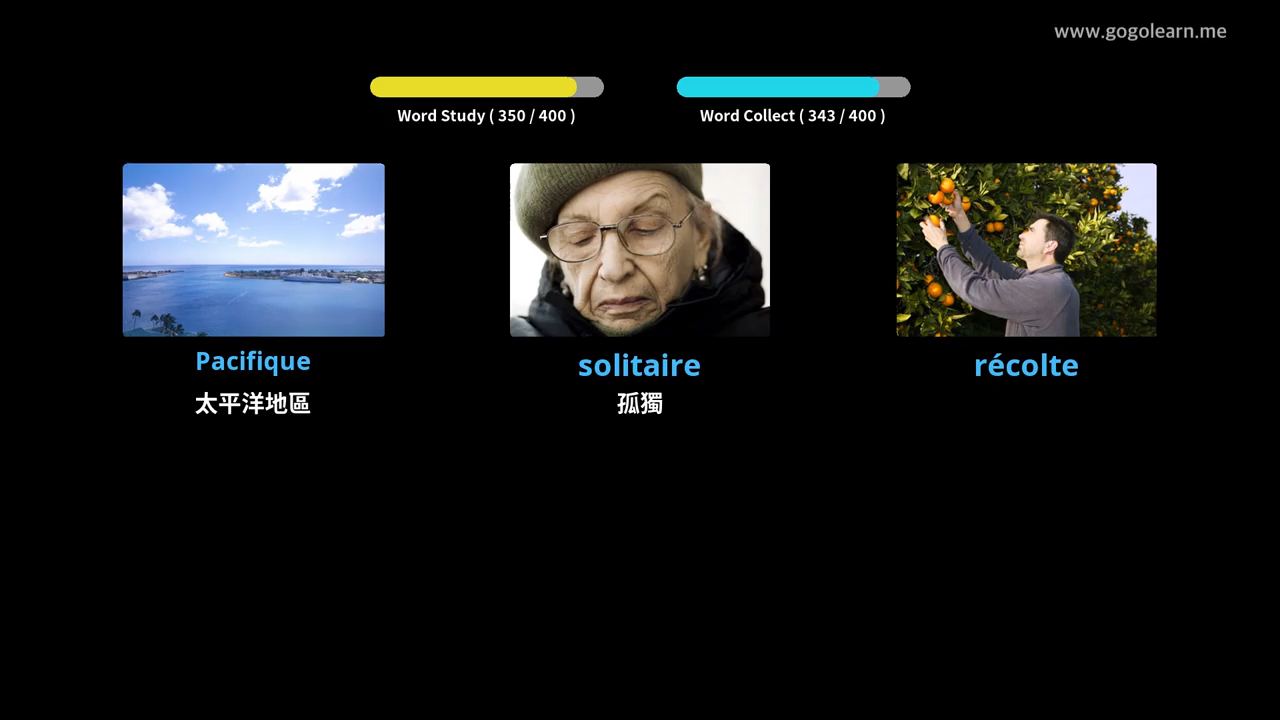 www.gogolearn.me
Word Study ( 350 / 400 )
Word Collect ( 343 / 400 )
Pacifique
solitaire
récolte
太平洋地區
孤獨